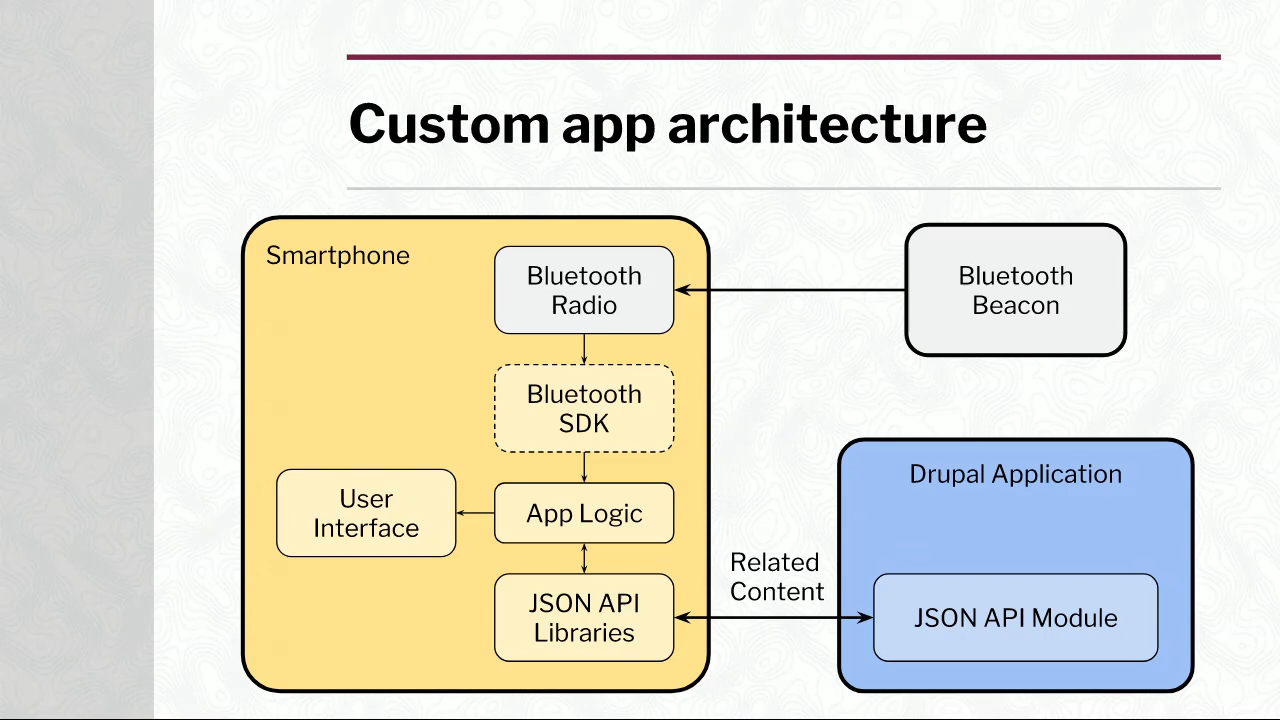 Custom app architecture
Smartphone
Bluetooth
Radio
Bluetooth
Beacon
Bluetooth
SDK
Drupal Application
User
Interface
App Logic
Related
Content
JSON API
Libraries
JSON API Module